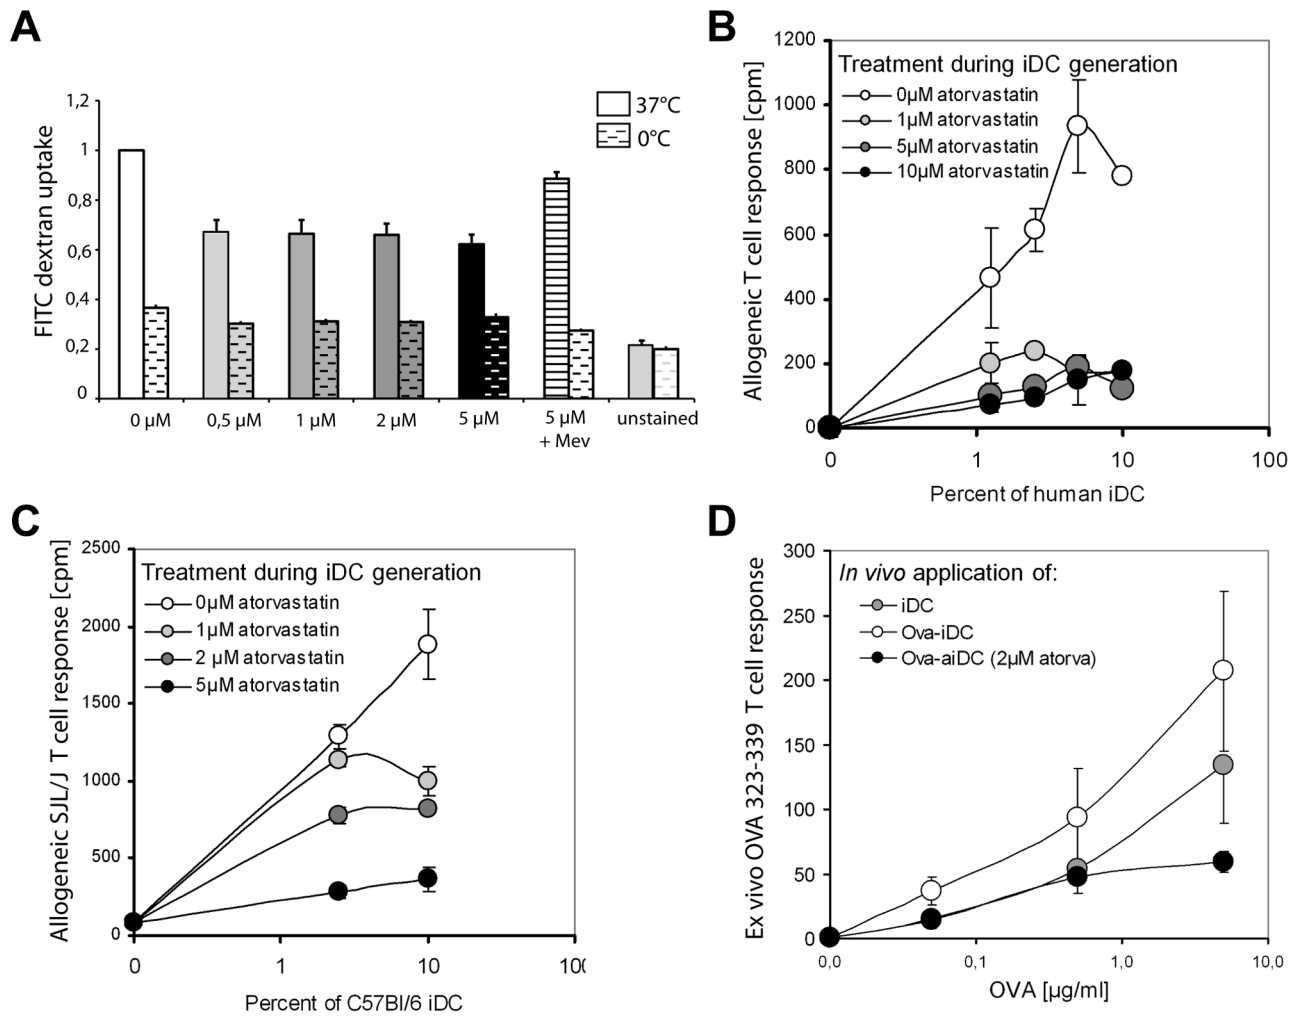 A
FITC dextran uptake
1,2
1
0,8
0,6
0,4
0,2
0
37°C
0°C
0 µM
0,5 µM
1 µM
2 µM
5 µM
5 µM
+ Mev
unstained
B
Allogeneic T cell response [cpm]
1200
1000
800
600
400
200
0
Treatment during iDC generation
0µM atorvastatin
1µM atorvastatin
5µM atorvastatin
10µM atorvastatin
0
1
10
100
Percent of human iDC
C
Allogeneic SJL/J T cell response [cpm]
2500
2000
1500
1000
500
0
Treatment during iDC generation
0µM atorvastatin
1µM atorvastatin
2 µM atorvastatin
5µM atorvastatin
0
1
10
10
Percent of C57Bl/6 iDC
D
Ex vivo OVA 323-339 T cell response
300
250
200
150
100
50
0
In vivo application of:
iDC
Ova-iDC
Ova-aiDC (2µM atorva)
0,0
0,1
1,0
10,0
OVA [µg/ml]